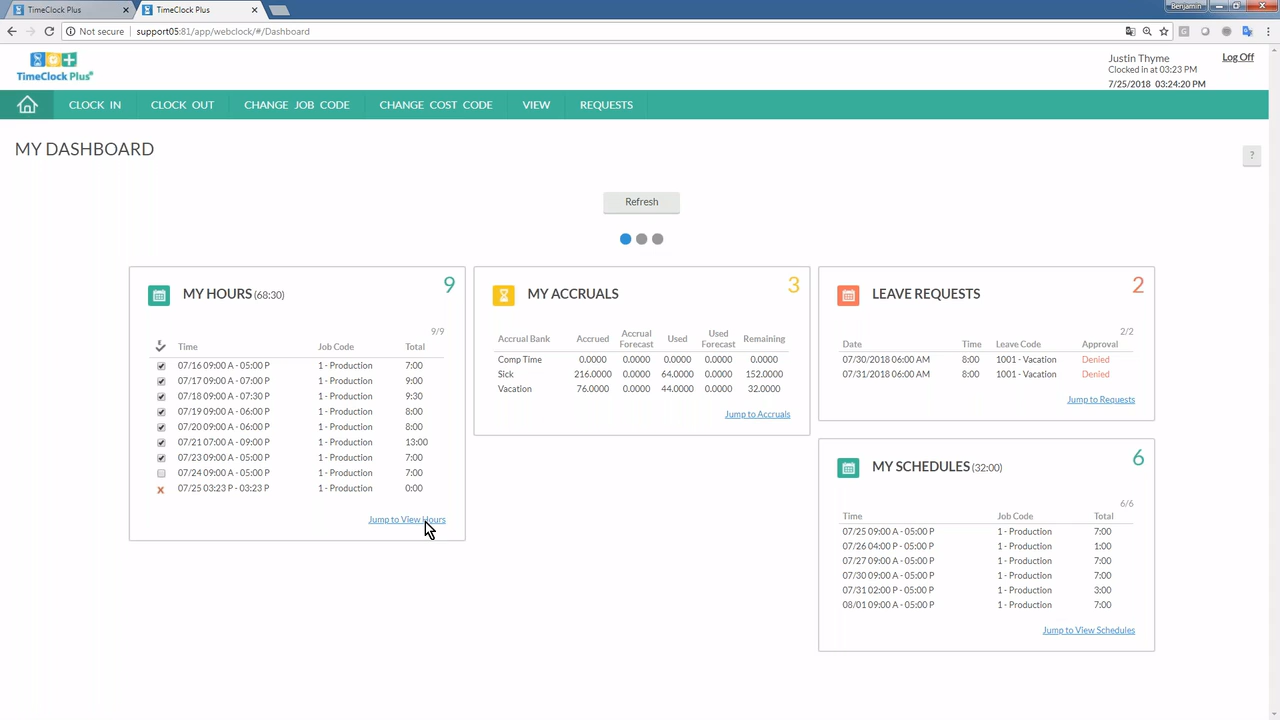 TimeClock Plus
TimeClock Plus
Benjamin
Not secure support05:81/app/webclock/#/Dashboard
TimeClock Plus®
Justin Thyme
Clocked in at 03:23 PM
7/25/2018 03:24:20 PM
Log Off
CLOCK IN CLOCK OUT CHANGE JOB CODE CHANGE COST CODE VIEW REQUESTS
MY DASHBOARD
?
Refresh
MY HOURS (68:30) 9
9/9
Time Job Code Total
07/16 09:00 A - 05:00 P 1 - Production 7:00
07/17 09:00 A - 07:00 P 1 - Production 9:00
07/18 09:00 A - 07:30 P 1 - Production 9:30
07/19 09:00 A - 06:00 P 1 - Production 8:00
07/20 09:00 A - 06:00 P 1 - Production 8:00
07/21 07:00 A - 09:00 P 1 - Production 13:00
07/23 09:00 A - 05:00 P 1 - Production 7:00
07/24 09:00 A - 05:00 P 1 - Production 7:00
X 07/25 03:23 P - 03:23 P 1 - Production 0:00
Jump to View Hours
MY ACCRUALS 3
Accrual Bank Accrued Accrual Forecast Used Used Forecast Remaining
Comp Time 0.0000 0.0000 0.0000 0.0000 0.0000
Sick 216.0000 0.0000 64.0000 0.0000 152.0000
Vacation 76.0000 0.0000 44.0000 0.0000 32.0000
Jump to Accruals
LEAVE REQUESTS 2
2/2
Date Time Leave Code Approval
07/30/2018 06:00 AM 8:00 1001 - Vacation Denied
07/31/2018 06:00 AM 8:00 1001 - Vacation Denied
Jump to Requests
MY SCHEDULES (32:00) 6
6/6
Time Job Code Total
07/25 09:00 A - 05:00 P 1 - Production 7:00
07/26 04:00 P - 05:00 P 1 - Production 1:00
07/27 09:00 A - 05:00 P 1 - Production 7:00
07/30 09:00 A - 05:00 P 1 - Production 7:00
07/31 02:00 P - 05:00 P 1 - Production 3:00
08/01 09:00 A - 05:00 P 1 - Production 7:00
Jump to View Schedules